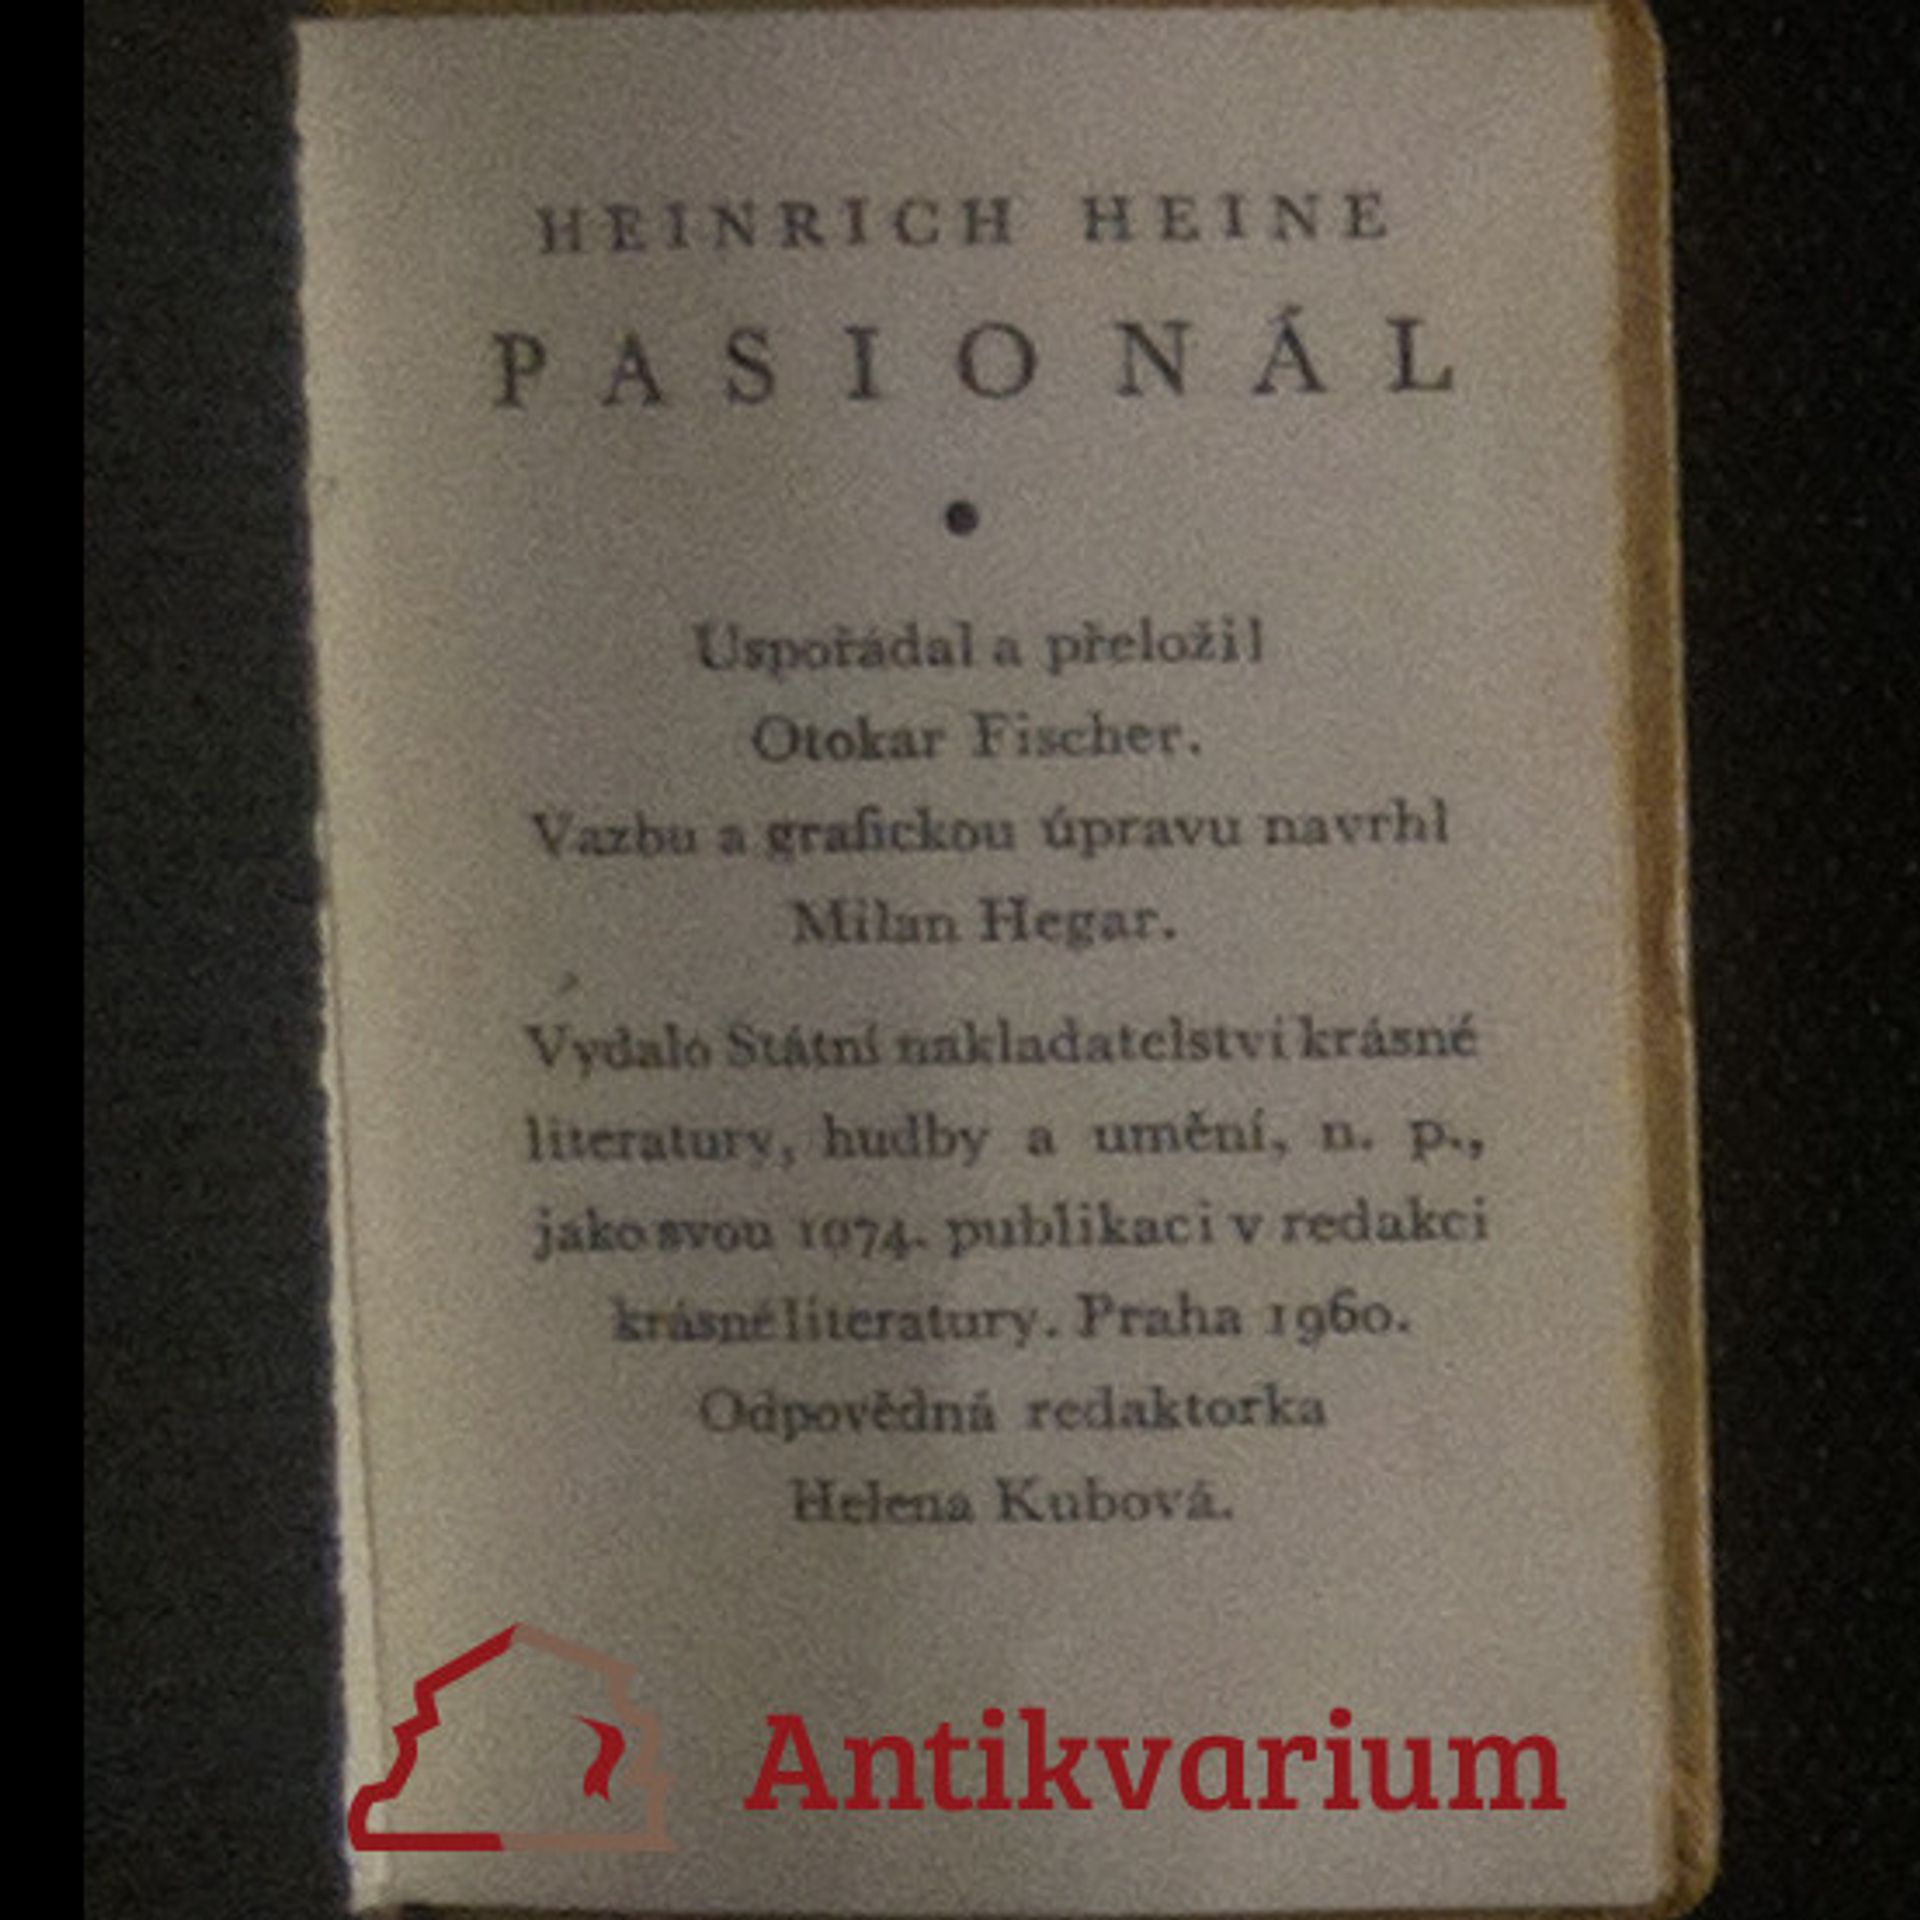 HEINRICH HEINE
PASIONÁL
•
Uspořádal a přeložil
Otokar Fischer.
Vazbu a grafickou úpravu navrhl
Milan Hegar.
Vydalo Státní nakladatelství krásné
literatury, hudby a umění, n. p.,
jako svou 1074. publikaci v redakci
krásné literatury. Praha 1960.
Odpovědná redaktorka
Helena Kubová.
Antikvarium